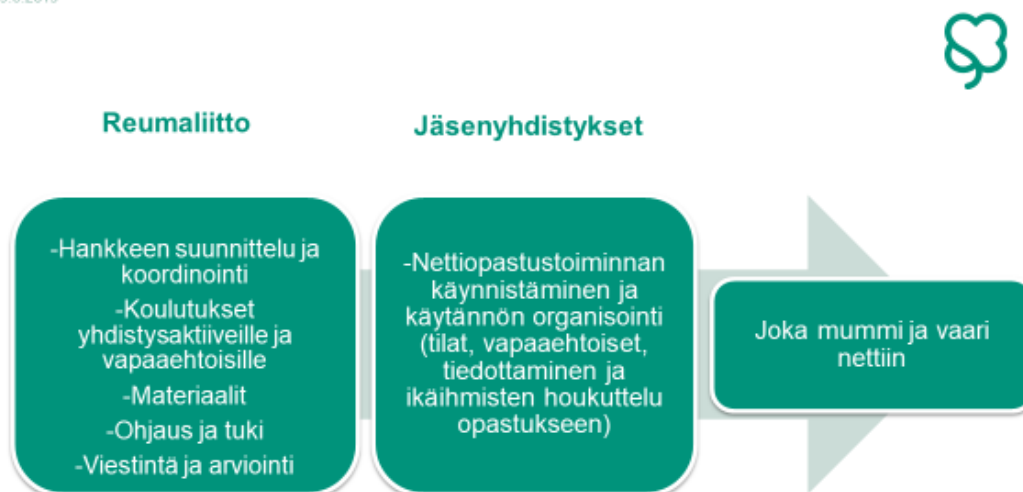 Reumaliitto
Jäsenyhdistykset
-Hankkeen suunnittelu ja
koordinointi
-Koulutukset
yhdistysaktiiveille ja
vapaaehtoisille
-Materiaalit
-Ohjaus ja tuki
-Viestintä ja arviointi
-Nettiopastustoiminnan
käynnistäminen ja
käytännön organisointi
(tilat, vapaaehtoiset,
tiedottaminen ja
ikäihmisten houkuttelu
opastukseen)
Joka mummi ja vaari
nettiin